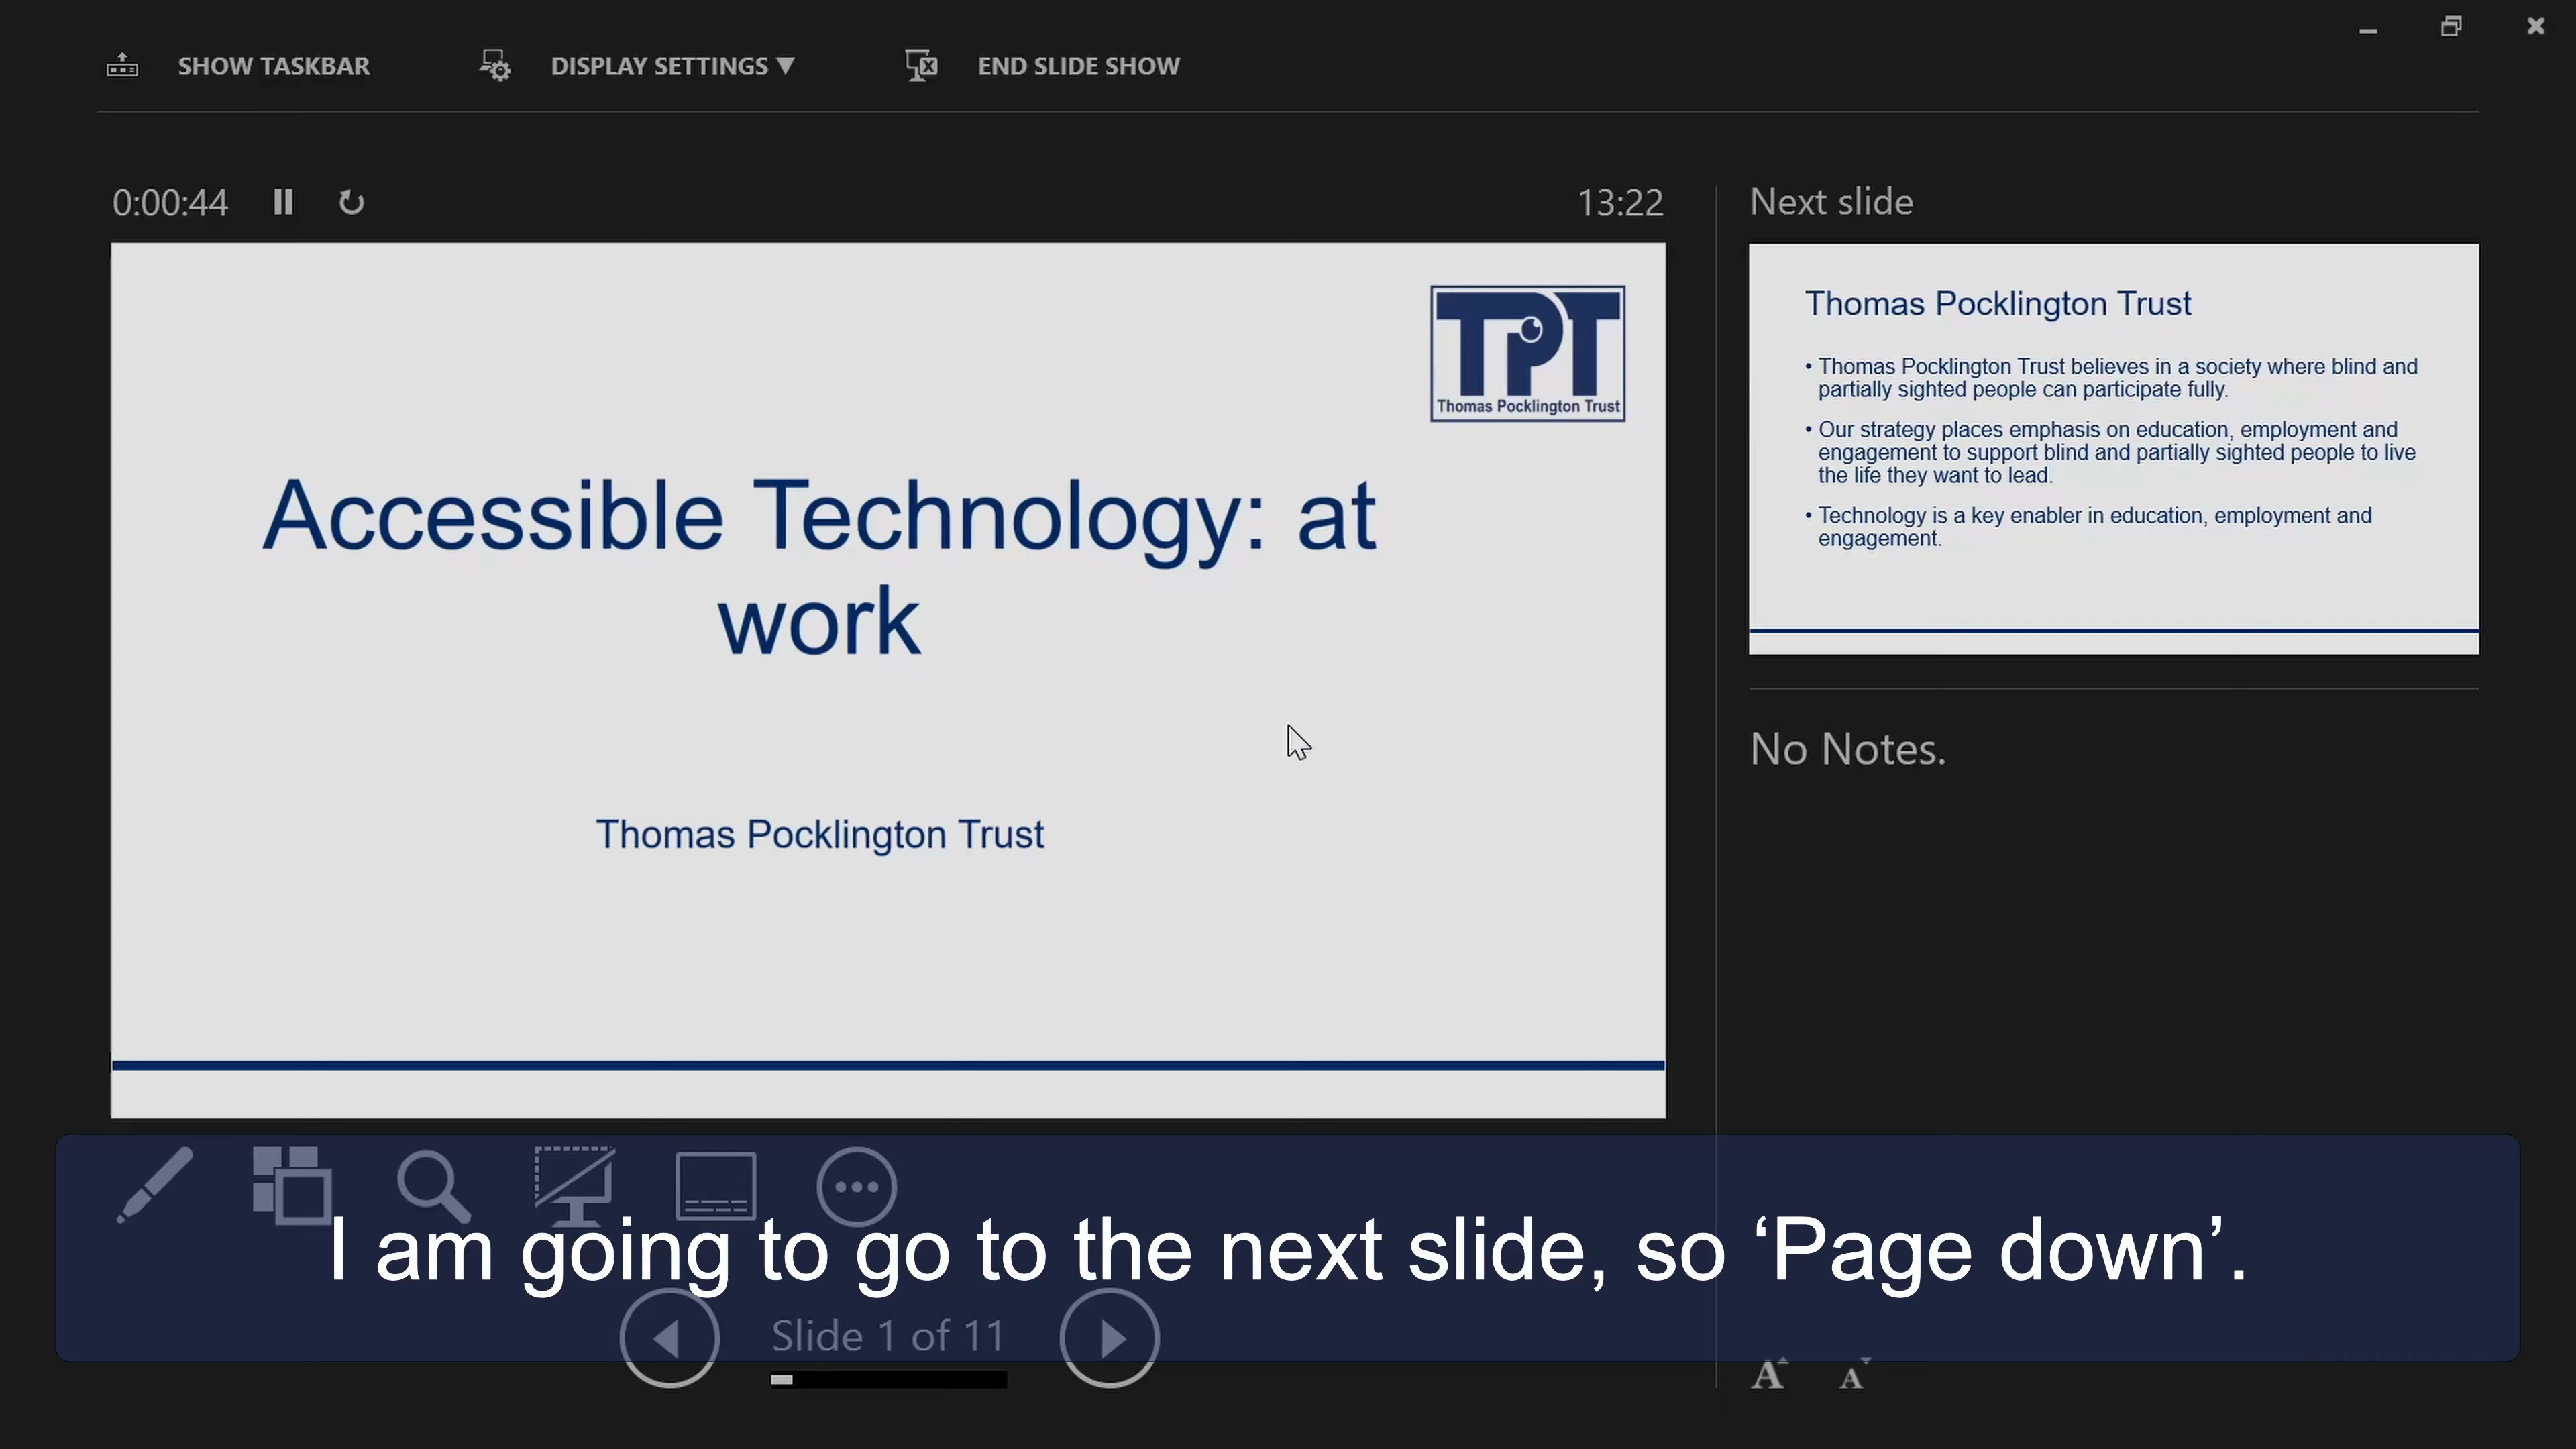 SHOW TASKBAR
DISPLAY SETTINGS ▼
END SLIDE SHOW
0:00:44
13:22
TPT
Thomas Pocklington Trust
Accessible Technology: at
work
Thomas Pocklington Trust
Next slide
Thomas Pocklington Trust
• Thomas Pocklington Trust believes in a society where blind and
partially sighted people can participate fully.
• Our strategy places emphasis on education, employment and
engagement to support blind and partially sighted people to live
the life they want to lead.
• Technology is a key enabler in education, employment and
engagement.
No Notes.
I am going to go to the next slide, so ‘Page down’.
Slide 1 of 11
A A